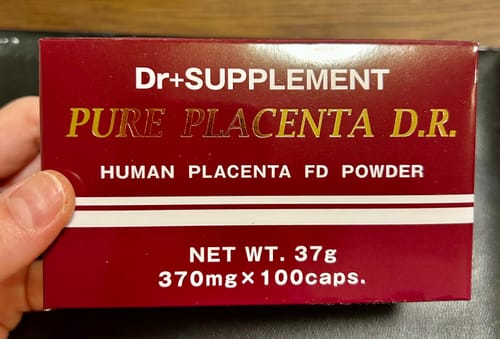 Dr+SUPPLEMENT
PURE PLACENTA D.R.
HUMAN PLACENTA FD POWDER
NET WT. 37g
370mg×100caps.